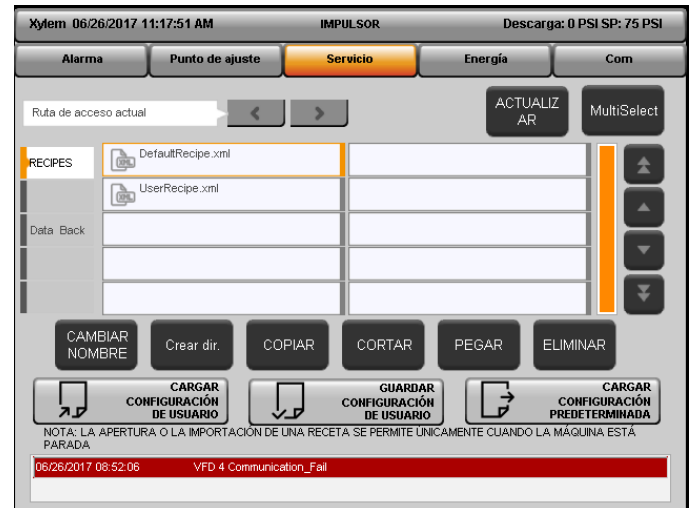 Xylem 06/26/2017 11:17:51 AM IMPULSOR Descarga: 0 PSI SP: 75 PSI
Alarma Punto de ajuste Servicio Energía Com
Ruta de acceso actual < > ACTUALIZ
AR MultiSelect
RECIPES DefaultRecipe.xml
UserRecipe.xml
Data Back
CAMBIAR
NOMBRE Crear dir. COPIAR CORTAR PEGAR ELIMINAR
CARGAR
CONFIGURACIÓN
DE USUARIO
GUARDAR
CONFIGURACIÓN
DE USUARIO
CARGAR
CONFIGURACIÓN
PREDETERMINADA
NOTA: LA APERTURA O LA IMPORTACIÓN DE UNA RECETA SE PERMITE ÚNICAMENTE CUANDO LA MÁQUINA ESTÁ
PARADA
06/26/2017 08:52:06 VFD 4 Communication_Fail